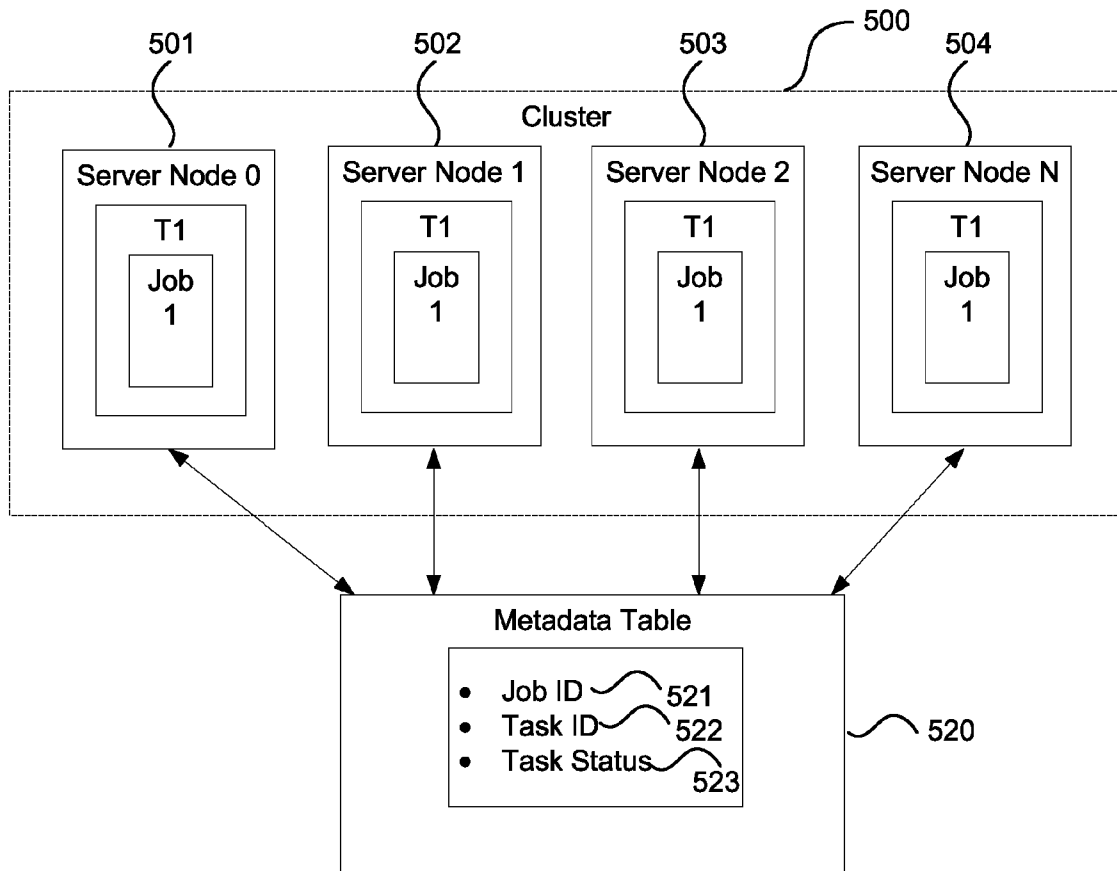 501
502
503
500
504
Cluster
Server Node 0
Server Node 1
Server Node 2
Server Node N
T1
T1
T1
T1
Job
1
Job
1
Job
1
Job
1
Metadada Table
• Job ID 521
• Task ID 522
• Task Status 523
520